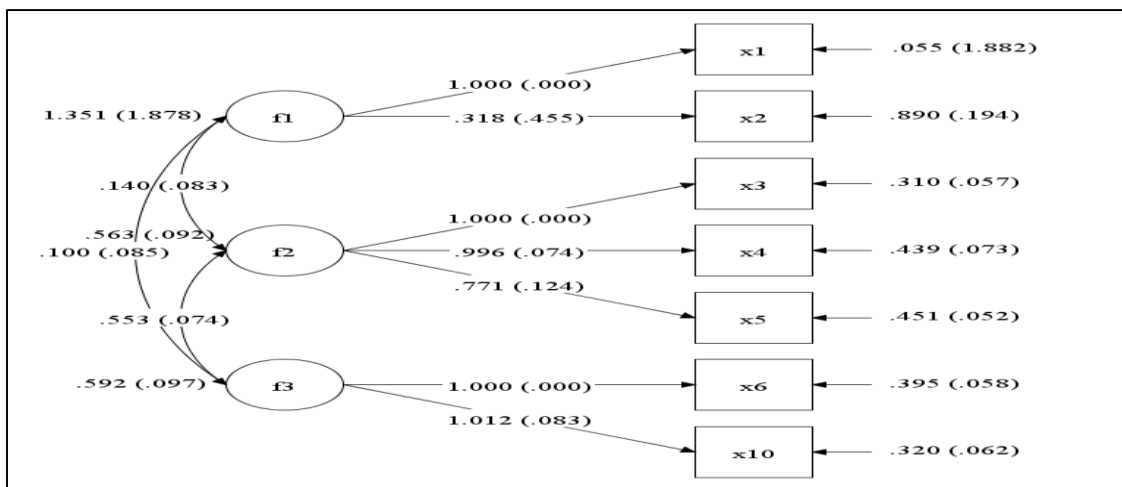 x1
.055 (1.882)
1.000 (.000)
1.351 (1.878)
f1
.318 (.455)
x2
.890 (.194)
x3
.310 (.057)
.140 (.083)
1.000 (.000)
.563 (.092)
.100 (.085)
f2
.996 (.074)
x4
.439 (.073)
.771 (.124)
x5
.451 (.052)
.553 (.074)
.592 (.097)
f3
1.000 (.000)
x6
.395 (.058)
1.012 (.083)
x10
.320 (.062)